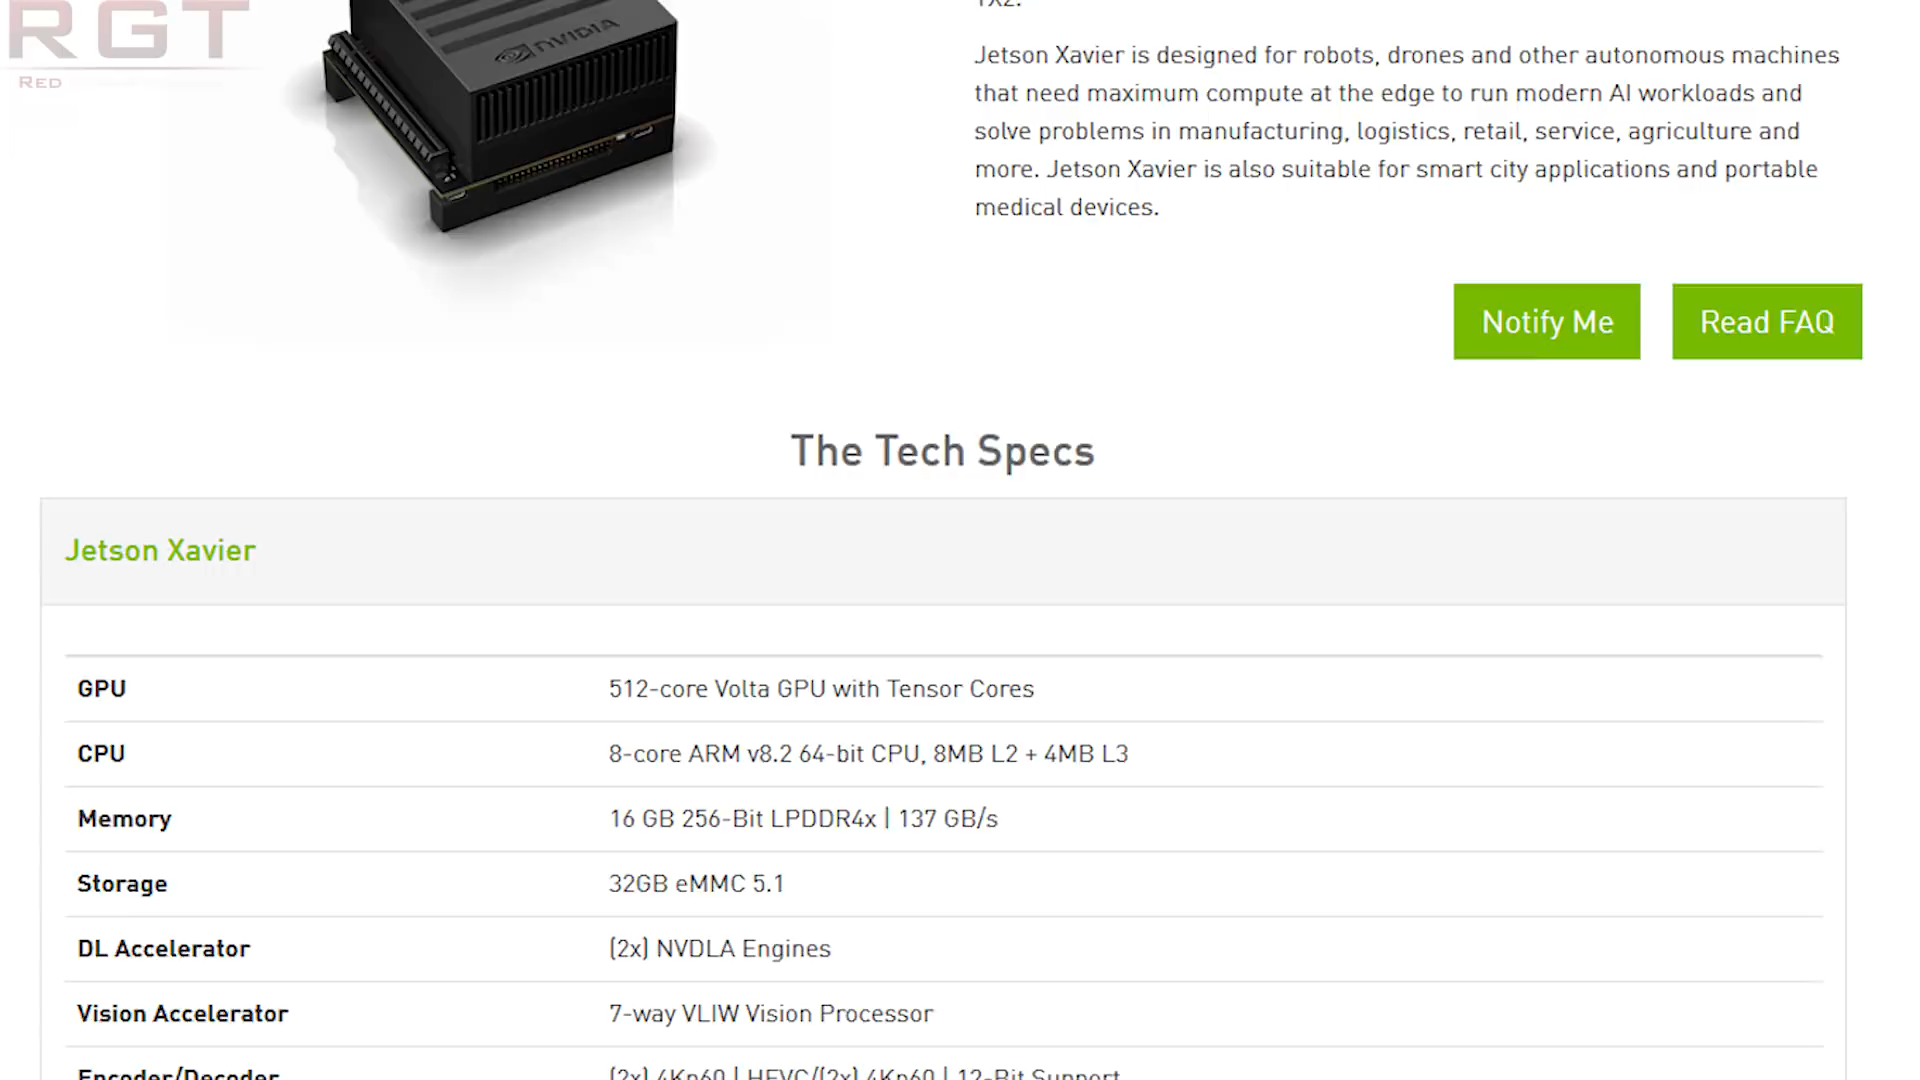 RGT
RED
NVIDIA
TX2.
Jetson Xavier is designed for robots, drones and other autonomous machines
that need maximum compute at the edge to run modern AI workloads and
solve problems in manufacturing, logistics, retail, service, agriculture and
more. Jetson Xavier is also suitable for smart city applications and portable
medical devices.
Notify Me
Read FAQ
The Tech Specs
Jetson Xavier
GPU 512-core Volta GPU with Tensor Cores
CPU 8-core ARM v8.2 64-bit CPU, 8MB L2 + 4MB L3
Memory 16 GB 256-Bit LPDDR4x | 137 GB/s
Storage 32GB eMMC 5.1
DL Accelerator (2x) NVDLA Engines
Vision Accelerator 7-way VLIW Vision Processor
Encoder/Decoder (2x) 4Kp60 | HEVC/(2x) 4Kp60 | 12-Bit Support